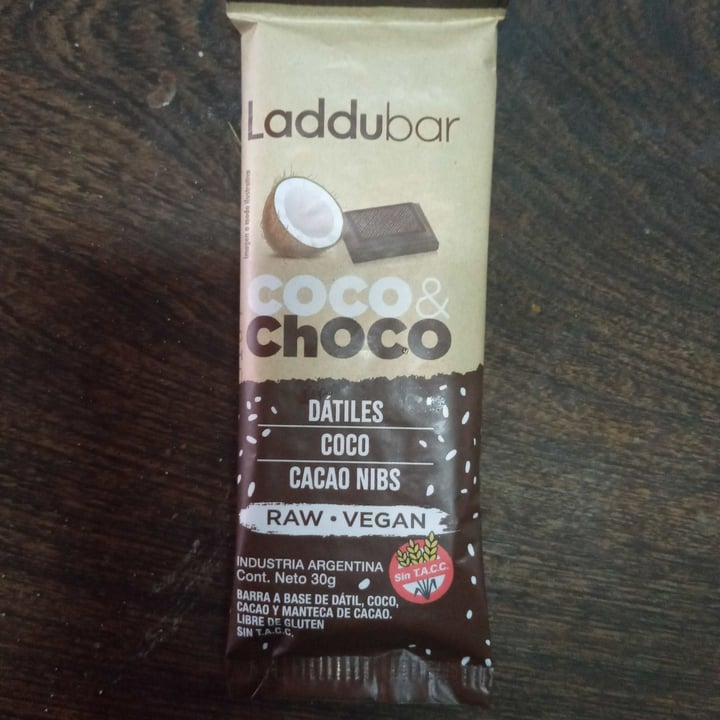 Laddubar
Imagen a modo ilustrativo
COCO &
CHOCO
DÁTILES
COCO
CACAO NIBS
RAW • VEGAN
INDUSTRIA ARGENTINA
Cont. Neto 30g
Sin T.A.C.C.
BARRA A BASE DE DÁTIL, COCO,
CACAO Y MANTECA DE CACAO.
LIBRE DE GLUTEN
SIN T.A.C.C.